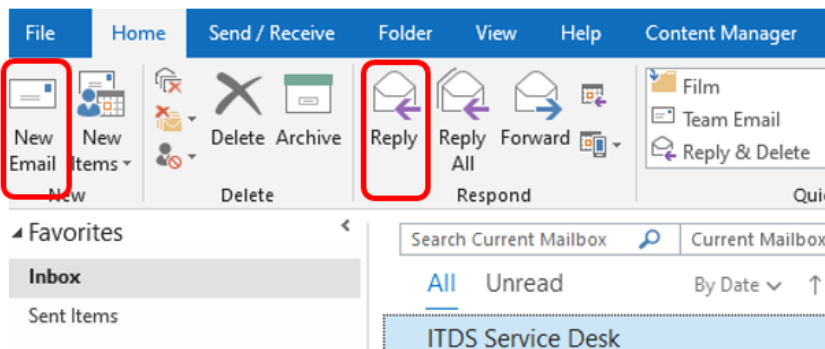 File Home Send / Receive Folder View Help Content Manager
New Email
New Items
Delete
Archive
Reply
Reply All
Forward
Film
Team Email
Reply & Delete
New
Delete
Respond
Qui
Favorites
Inbox
Sent Items
Search Current Mailbox
Current Mailbox
All Unread By Date
ITDS Service Desk